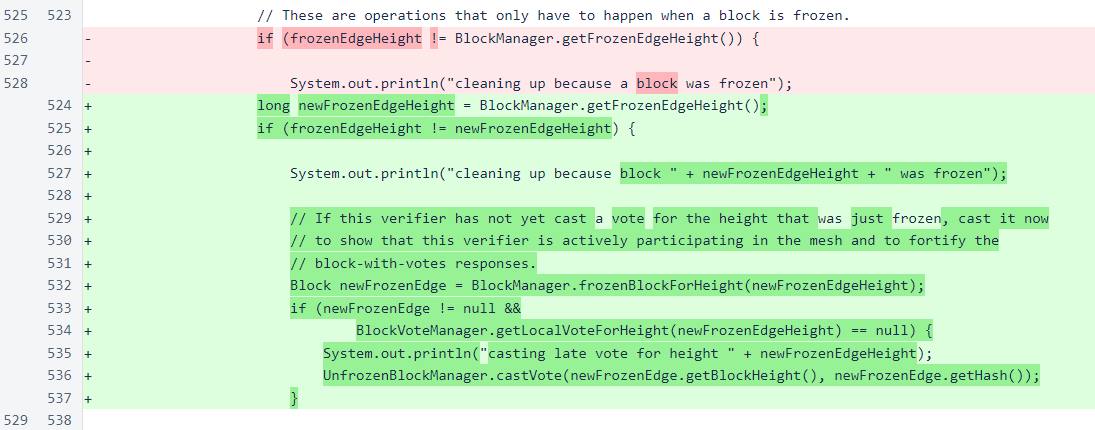 525 523 // These are operations that only have to happen when a block is frozen.
526 - if (frozenEdgeHeight != BlockManager.getFrozenEdgeHeight()) {
527 -
528 - System.out.println("cleaning up because a block was frozen");
524 + long newFrozenEdgeHeight = BlockManager.getFrozenEdgeHeight();
525 + if (frozenEdgeHeight != newFrozenEdgeHeight) {
526 +
527 + System.out.println("cleaning up because block " + newFrozenEdgeHeight + " was frozen");
528 +
529 + // If this verifier has not yet cast a vote for the height that was just frozen, cast it now
530 + // to show that this verifier is actively participating in the mesh and to fortify the
531 + // block-with-votes responses.
532 + Block newFrozenEdge = BlockManager.frozenBlockForHeight(newFrozenEdgeHeight);
533 + if (newFrozenEdge != null &&
534 + BlockVoteManager.getLocalVoteForHeight(newFrozenEdgeHeight) == null) {
535 + System.out.println("casting late vote for height " + newFrozenEdgeHeight);
536 + UnfrozenBlockManager.castVote(newFrozenEdge.getBlockHeight(), newFrozenEdge.getHash());
537 + }
529 538